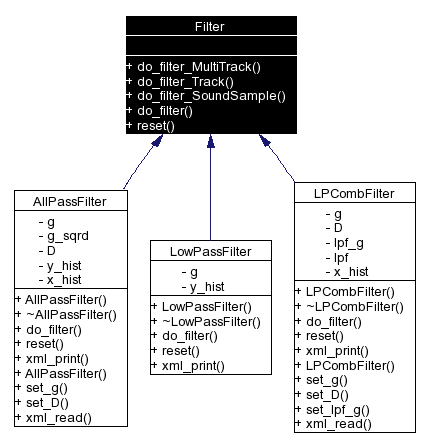 Filter
+ do_filter_MultiTrack()
+ do_filter_Track()
+ do_filter_SoundSample()
+ do_filter()
+ reset()
AllPassFilter
- g
- g_sqrd
- D
- y_hist
- x_hist
+ AllPassFilter()
+ ~AllPassFilter()
+ do_filter()
+ reset()
+ xml_print()
+ AllPassFilter()
+ set_g()
+ set_D()
+ xml_read()
LowPassFilter
- g
- y_hist
+ LowPassFilter()
+ ~LowPassFilter()
+ do_filter()
+ reset()
+ xml_print()
LPCombFilter
- g
- D
- lpf_g
- lpf
- x_hist
+ LPCombFilter()
+ ~LPCombFilter()
+ do_filter()
+ reset()
+ xml_print()
+ LPCombFilter()
+ set_g()
+ set_D()
+ set_lpf_g()
+ xml_read()